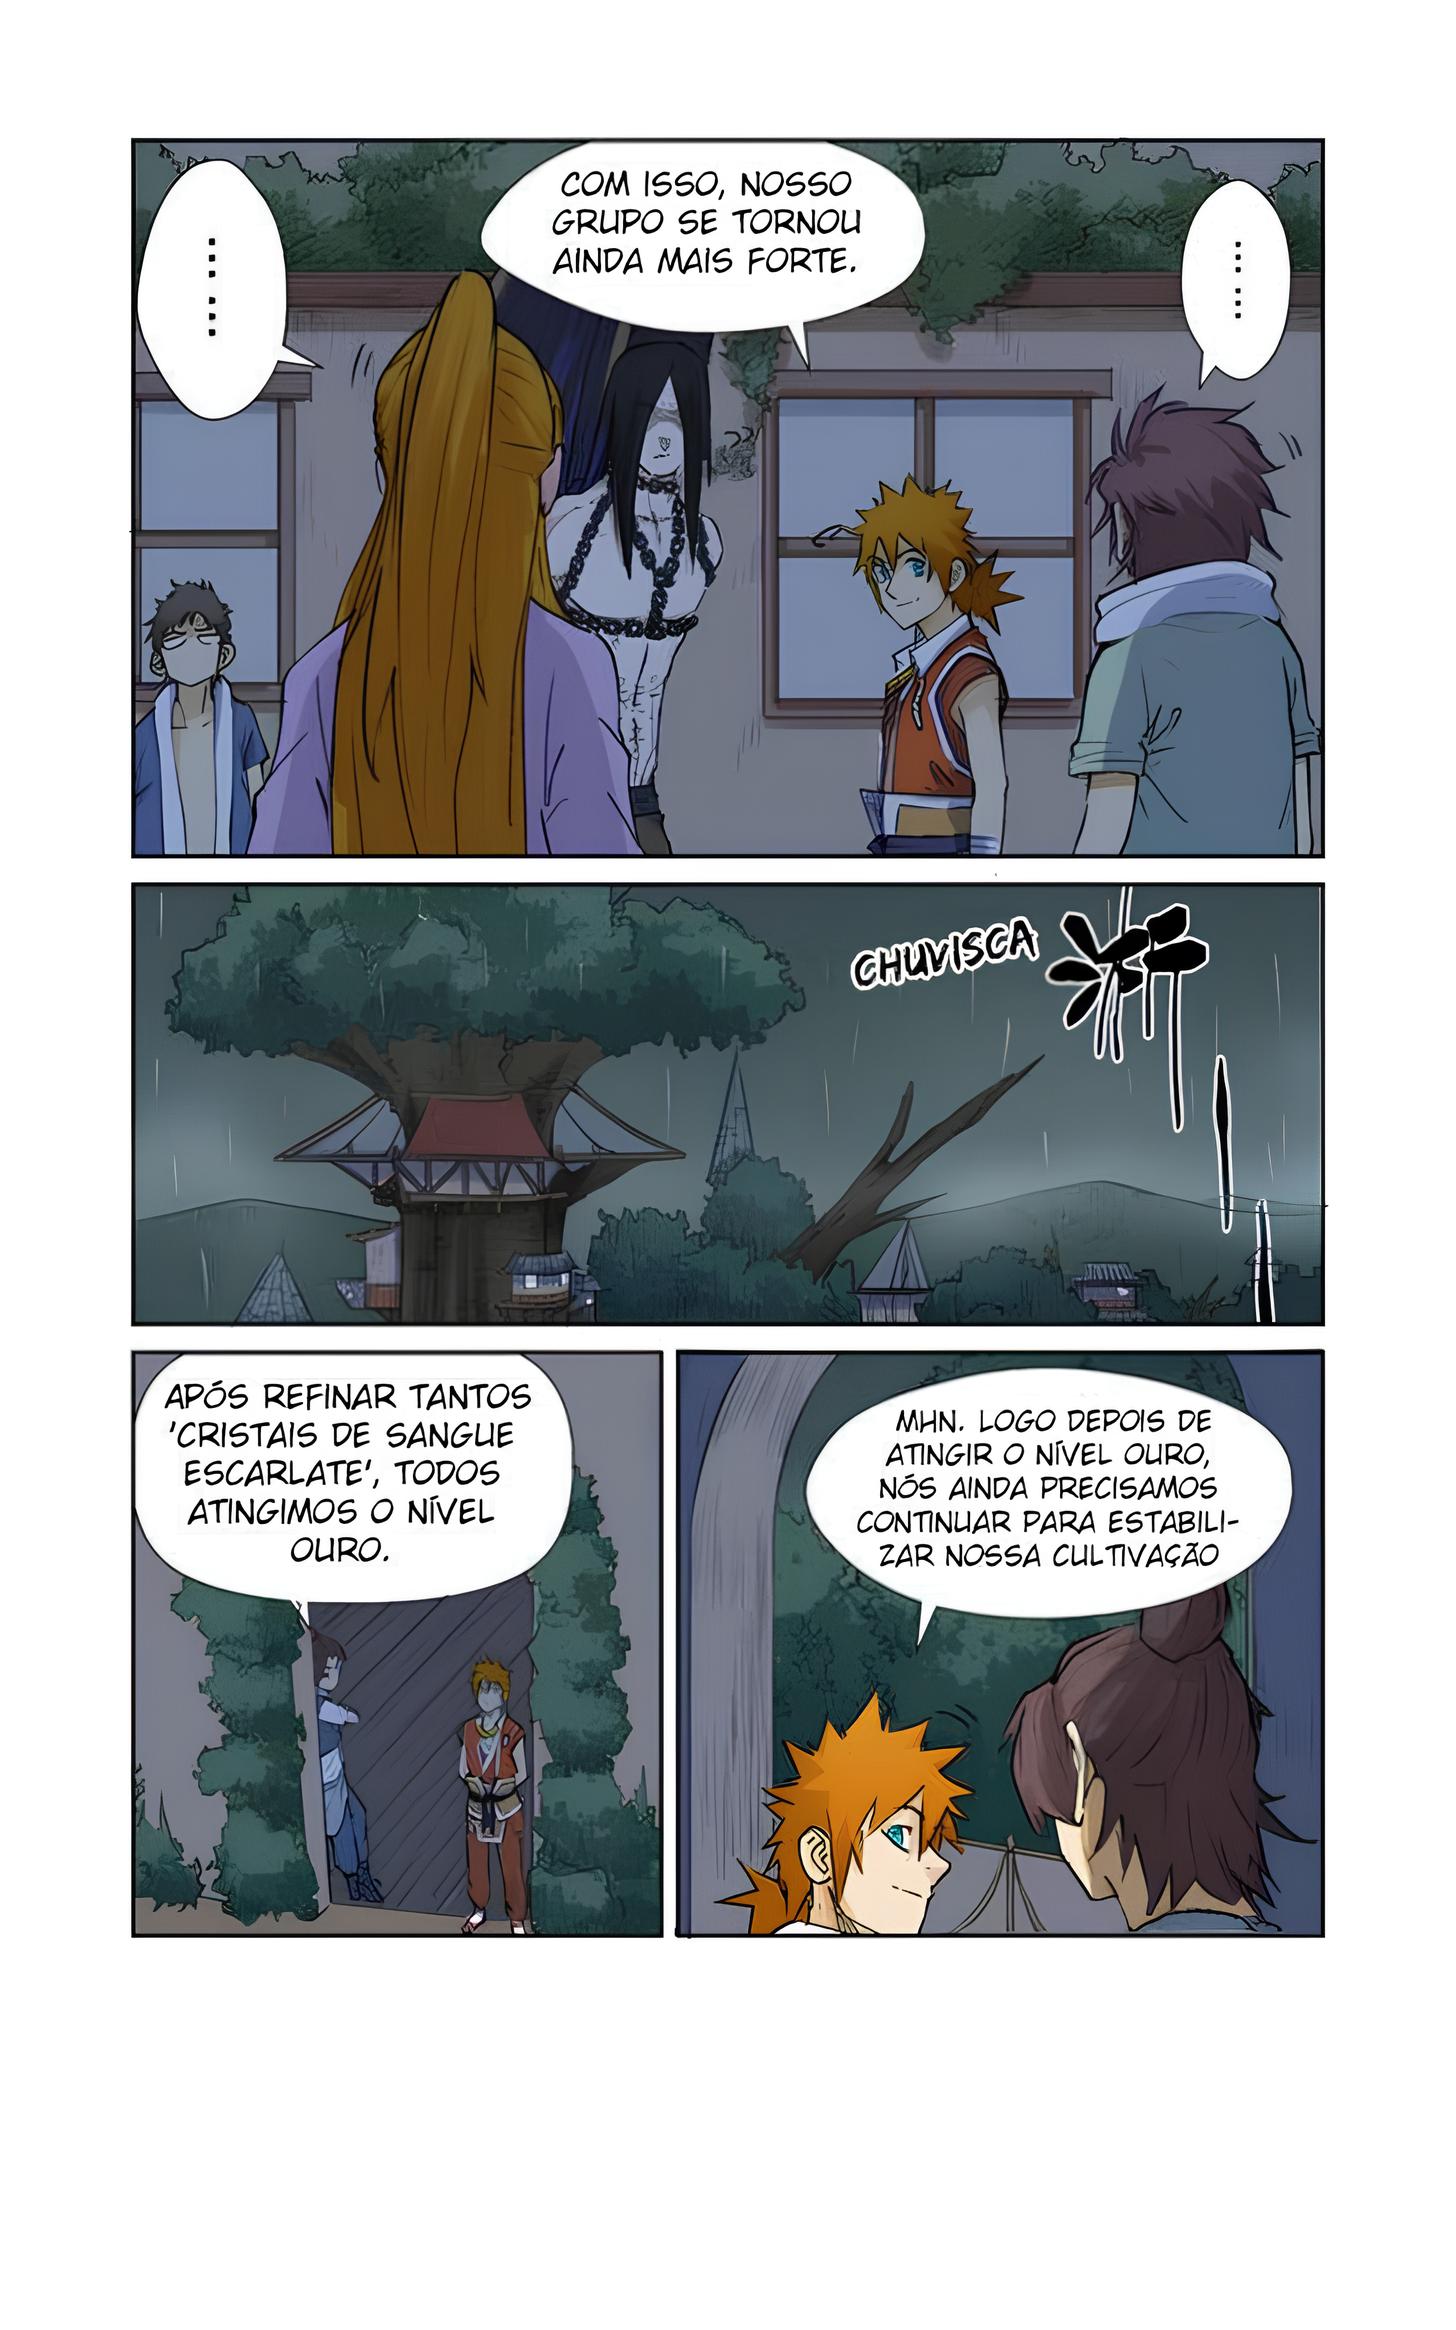 ......
COM ISSO, NOSSO
GRUPO SE TORNOU
AINDA MAIS FORTE.
.....
CHUVISCA
APÓS REFINAR TANTOS
'CRISTAIS DE SANGUE
ESCARLATE', TODOS
ATINGIMOS O NÍVEL
OURO.
MHN. LOGO DEPOIS DE
ATINGIR O NÍVEL OURO,
NÓS AINDA PRECISAMOS
CONTINUAR PARA ESTABILI-
ZAR NOSSA CULTIVAÇÃO